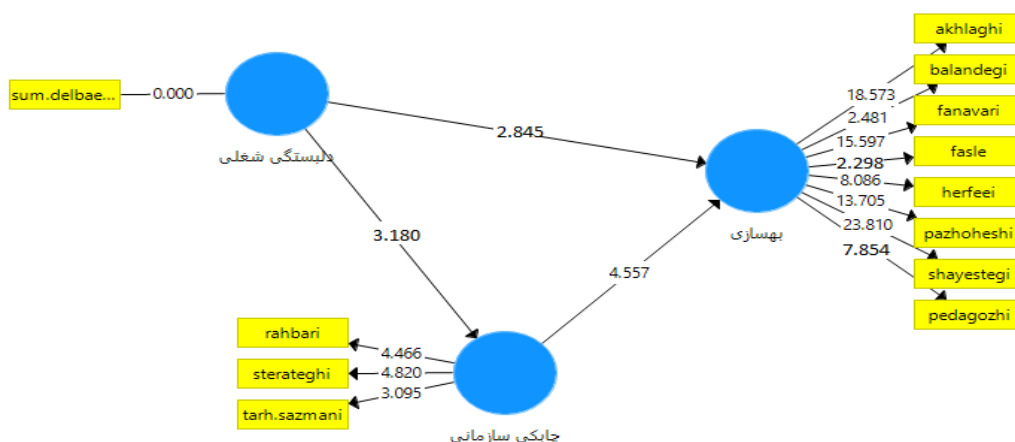 akhlaghi
balandegi
fanavari
fasle
herfeei
pazhoheshi
shayestegi
pedagozhi
18.573
2.481
15.597
2.298
8.086
13.705
23.810
7.854
sum.delbae...
0.000
دلبستگی شغلی
2.845
بهسازی
3.180
4.557
rahbari
sterateghi
tarh.sazmani
4.466
4.820
3.095
چابکی سازمانی